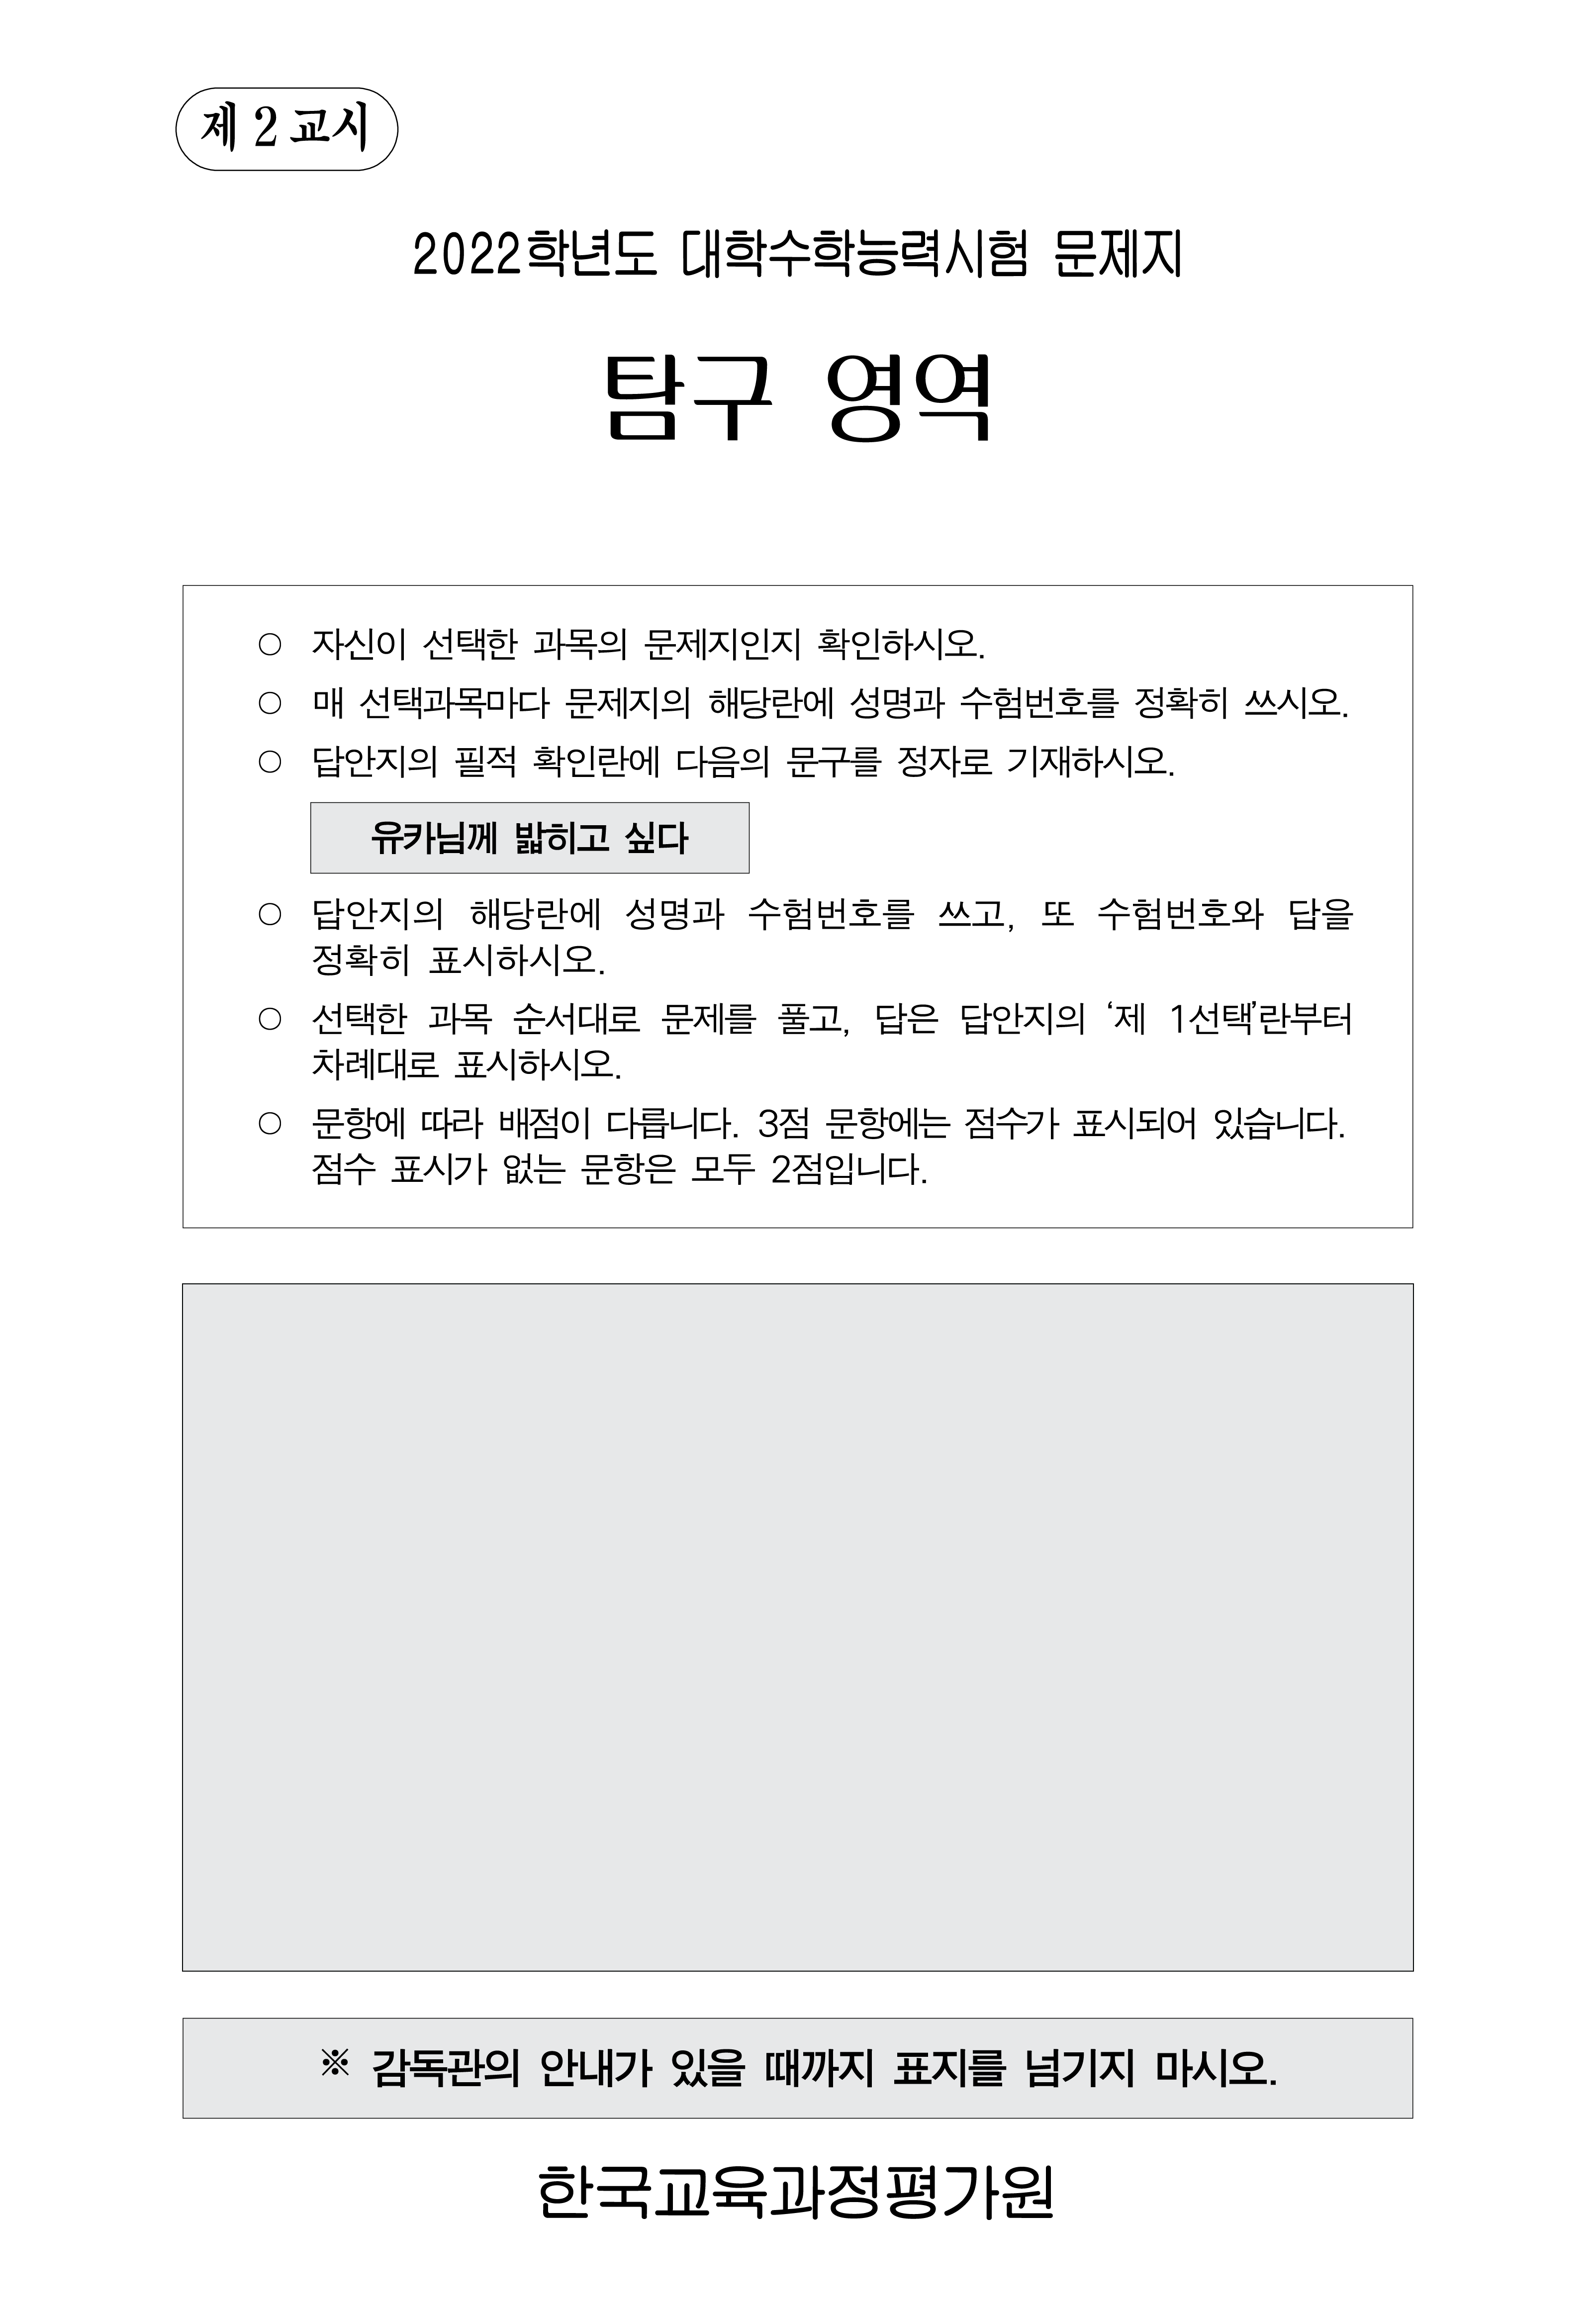 제 2 교시
2022학년도 대학수학능력시험 문제지
탐구 영역
○ 자신이 선택한 과목의 문제지인지 확인하시오.
○ 매 선택과목마다 문제지의 해당란에 성명과 수험번호를 정확히 쓰시오.
○ 답안지의 필적 확인란에 다음의 문구를 정자로 기재하시오.
유카님께 밟히고 싶다
○ 답안지의 해당란에 성명과 수험번호를 쓰고, 또 수험번호와 답을
정확히 표시하시오.
○ 선택한 과목 순서대로 문제를 풀고, 답은 답안지의 ‘제 1선택’란부터
차례대로 표시하시오.
○ 문항에 따라 배점이 다릅니다. 3점 문항에는 점수가 표시되어 있습니다.
점수 표시가 없는 문항은 모두 2점입니다.
※ 감독관의 안내가 있을 때까지 표지를 넘기지 마시오.
한국교육과정평가원